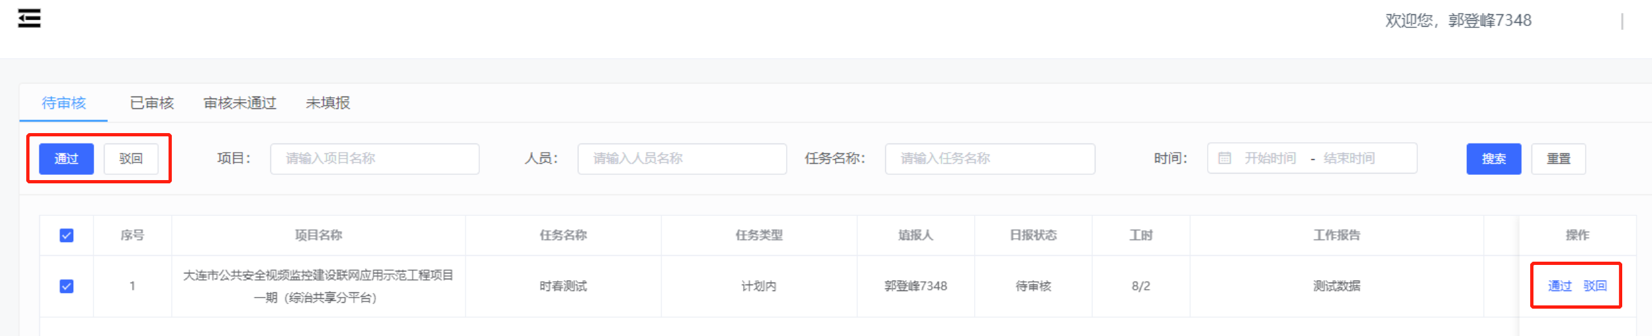 欢迎您，郭登峰7348
待审核 已审核 审核未通过 未填报
通过 驳回 项目： 请输入项目名称 人员： 请输入人员名称 任务名称： 请输入任务名称 时间： 开始时间 - 结束时间 搜索 重置
序号 项目名称 任务名称 任务类型 填报人 日报状态 工时 工作报告 操作
大连市公共安全视频监控建设联网应用示范工程项目
1 一期（综治共享分平台） 时春测试 计划内 郭登峰7348 待审核 8/2 测试数据 通过 驳回